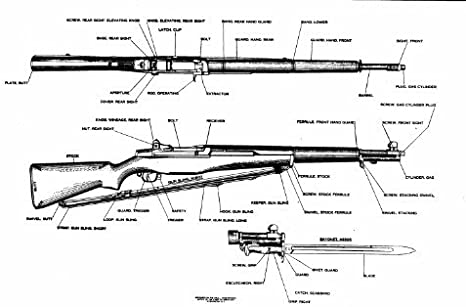 SCREW REAR SIGHT ELEVATING KNOB
KNOB, ELEVATING REAR SIGHT
BAND REAR HAND GUARD
BAND LOWER
BASE, REAR SIGHT
LATCH, CLIP
BOLT
GUARD, HAND REAR
GUARD, HAND, FRONT
SIGHT, FRONT
PLATE, BUTT
APERTURE
COVER REAR SIGHT
ROD, OPERATING
EXTRACTOR
BARREL
PLUG, GAS CYLINDER
KNOB, WINDAGE, REAR SIGHT
BOLT
RECEIVER
FERRULE, FRONT HAND GUARD
SCREW, GAS CYLINDER PLUG
NUT REAR SIGHT
SCREW, FRONT SIGHT
STOCK
CYLINDER, GAS
FERRULE, STOCK
SCREW, STOCK FERRULE
SCREW, STACKING SWIVEL
SWIVEL, STACKING
KEEPER GUN SLING
SWIVEL, STOCK FERRULE
HOOK, GUN SLING
STRAP, GUN SLING, LONG
SAFETY
TRIGGER
GUARD, TRIGGER
LOOP GUN SLING
SWIVEL, BUTT
STRAP GUN SLING, SHORT
SCREW, GRIP
GUARD
RIVET GUARD
BLADE
ESCUTCHEON, RIGHT
CATCH, SCABBARD
GRIP RIGHT